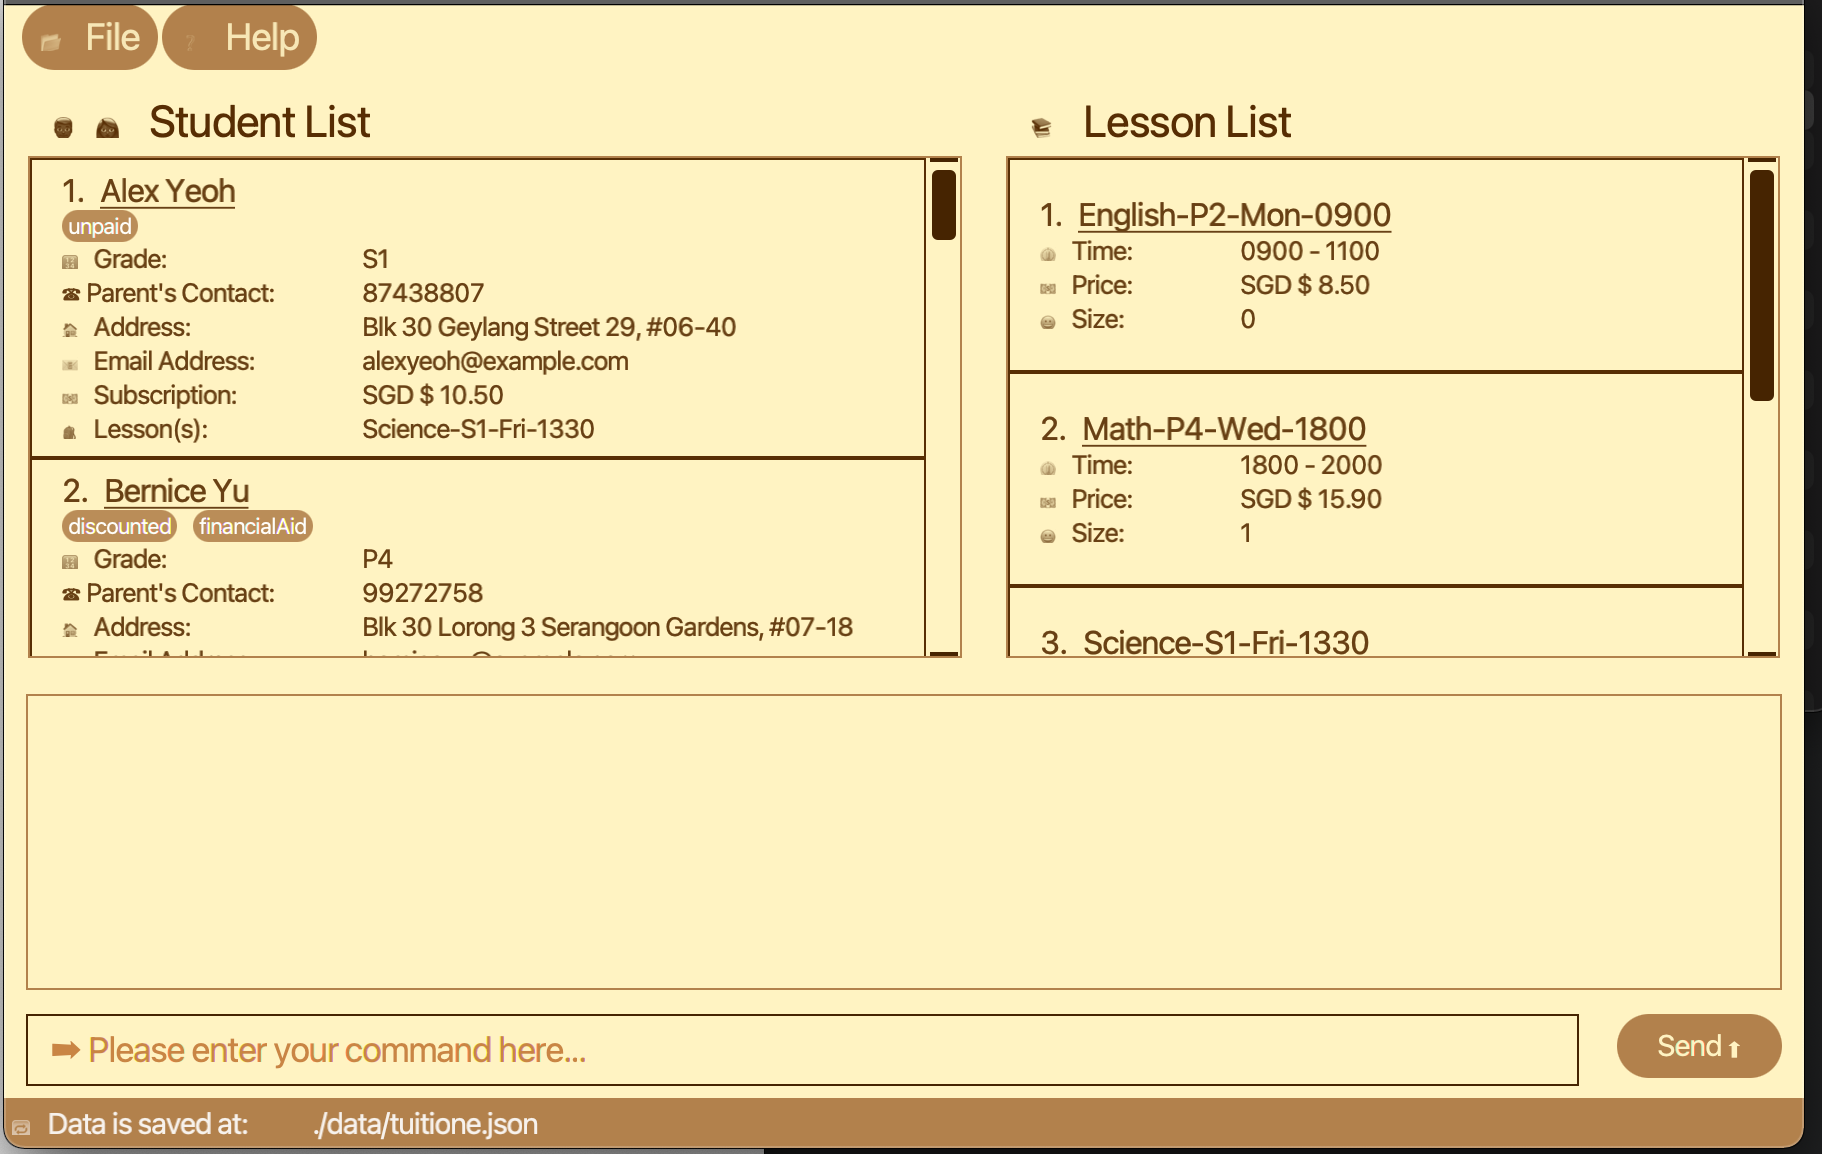 File Help
Student List
1. Alex Yeoh
unpaid
Grade: S1
Parent's Contact: 87438807
Address: Blk 30 Geylang Street 29, #06-40
Email Address: alexyeoh@example.com
Subscription: SGD $ 10.50
Lesson(s): Science-S1-Fri-1330
2. Bernice Yu
discounted financialAid
Grade: P4
Parent's Contact: 99272758
Address: Blk 30 Lorong 3 Serangoon Gardens, #07-18
Lesson List
1. English-P2-Mon-0900
Time: 0900 - 1100
Price: SGD $ 8.50
Size: 0
2. Math-P4-Wed-1800
Time: 1800 - 2000
Price: SGD $ 15.90
Size: 1
3. Science-S1-Fri-1330
Please enter your command here...
Send
Data is saved at: ./data/tuitione.json